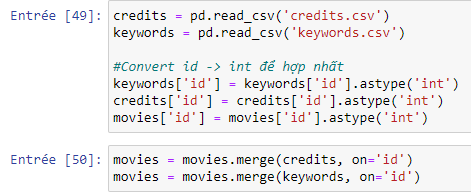 Entrée [49]: credits = pd.read_csv('credits.csv')
keywords = pd.read_csv('keywords.csv')
#Convert id -> int để hợp nhất
keywords['id'] = keywords['id'].astype('int')
credits['id'] = credits['id'].astype('int')
movies['id'] = movies['id'].astype('int')
Entrée [50]: movies = movies.merge(credits, on='id')
movies = movies.merge(keywords, on='id')